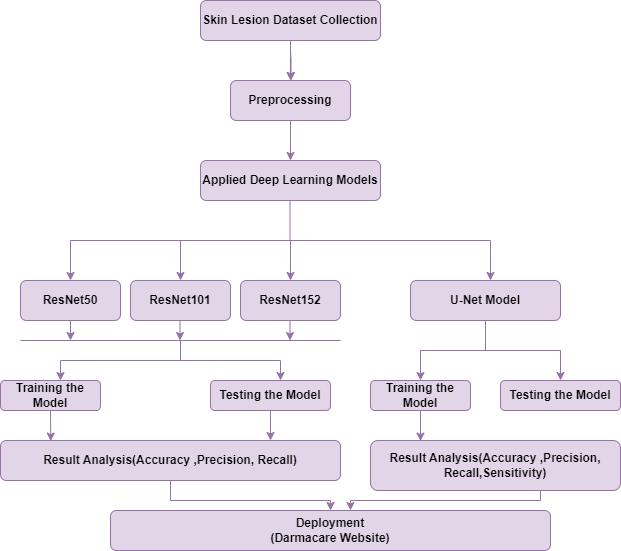 Skin Lesion Dataset Collection
Preprocessing
Applied Deep Learning Models
ResNet50
ResNet101
ResNet152
U-Net Model
Training the
Model
Testing the Model
Training the
Model
Testing the Model
Result Analysis(Accuracy ,Precision, Recall)
Result Analysis(Accuracy ,Precision,
Recall,Sensitivity)
Deployment
(Darmacare Website)